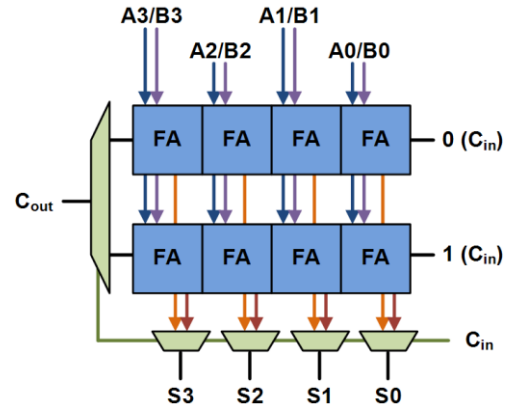 A3/B3 A1/B1
A2/B2 A0/B0
FA FA FA FA 0 (Cin)
Cout
FA FA FA FA 1 (Cin)
Cin
S3 S2 S1 S0